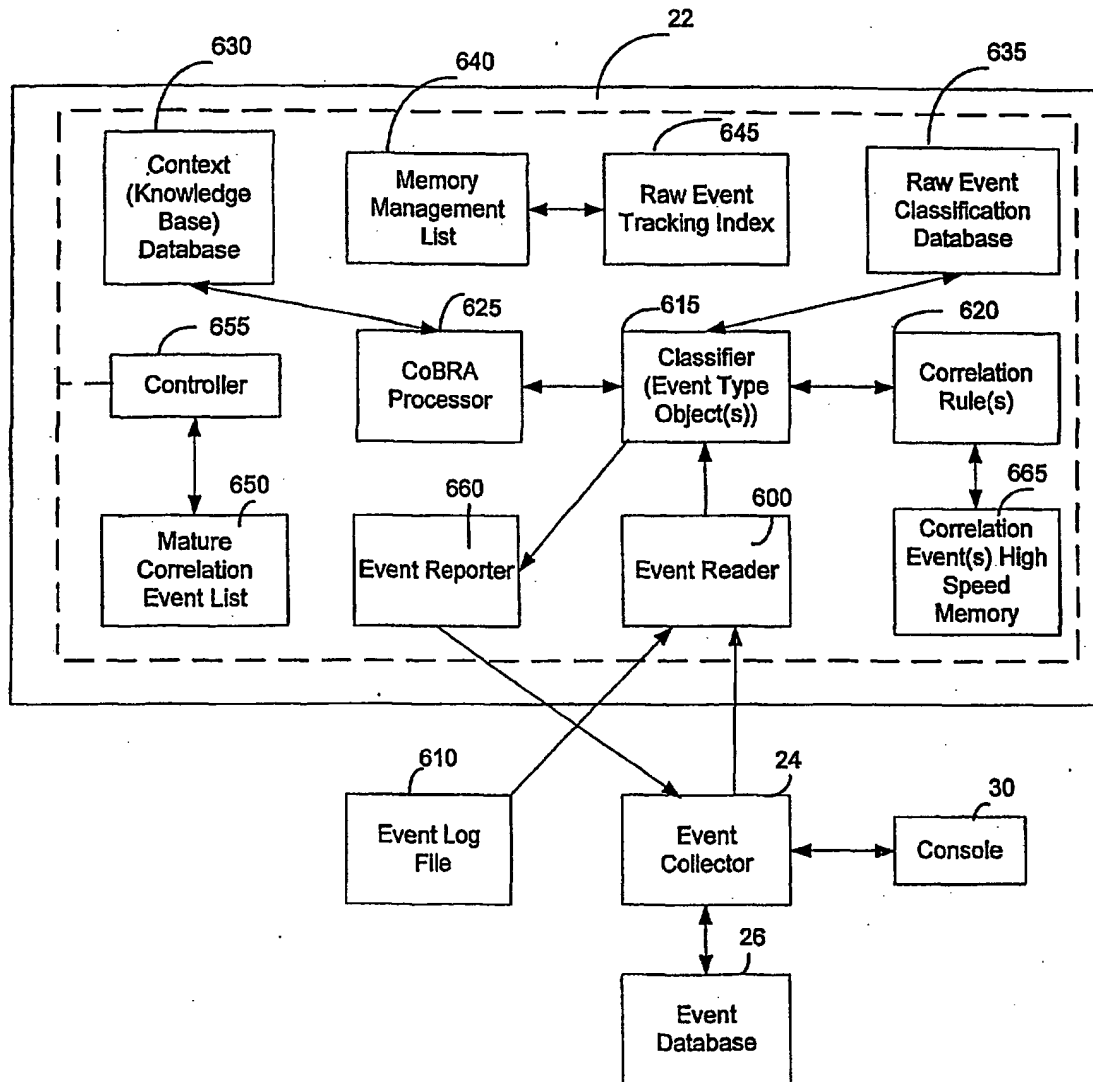 630
22
635
640
645
Context
(Knowledge
Base)
Database
Memory
Management
List
Raw Event
Tracking Index
Raw Event
Classification
Database
655
625
615
620
Controller
CoBRA
Processor
Classifier
(Event Type
Object(s))
Correlation
Rule(s)
650
660
600
665
Mature
Correlation
Event List
Event Reporter
Event Reader
Correlation
Event(s) High
Speed
Memory
610
24
30
Event Log
File
Event
Collector
Console
26
Event
Database